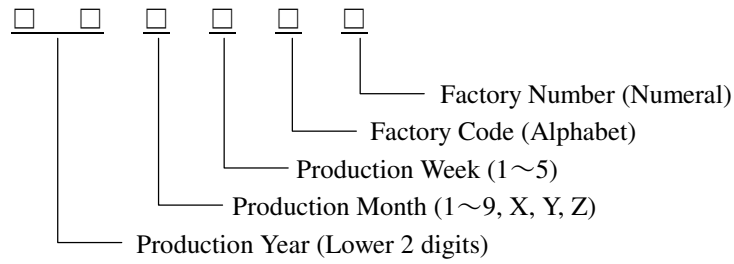 □ □ □ □ □ □
Factory Number (Numeral)
Factory Code (Alphabet)
Production Week (1～5)
Production Month (1～9, X, Y, Z)
Production Year (Lower 2 digits)